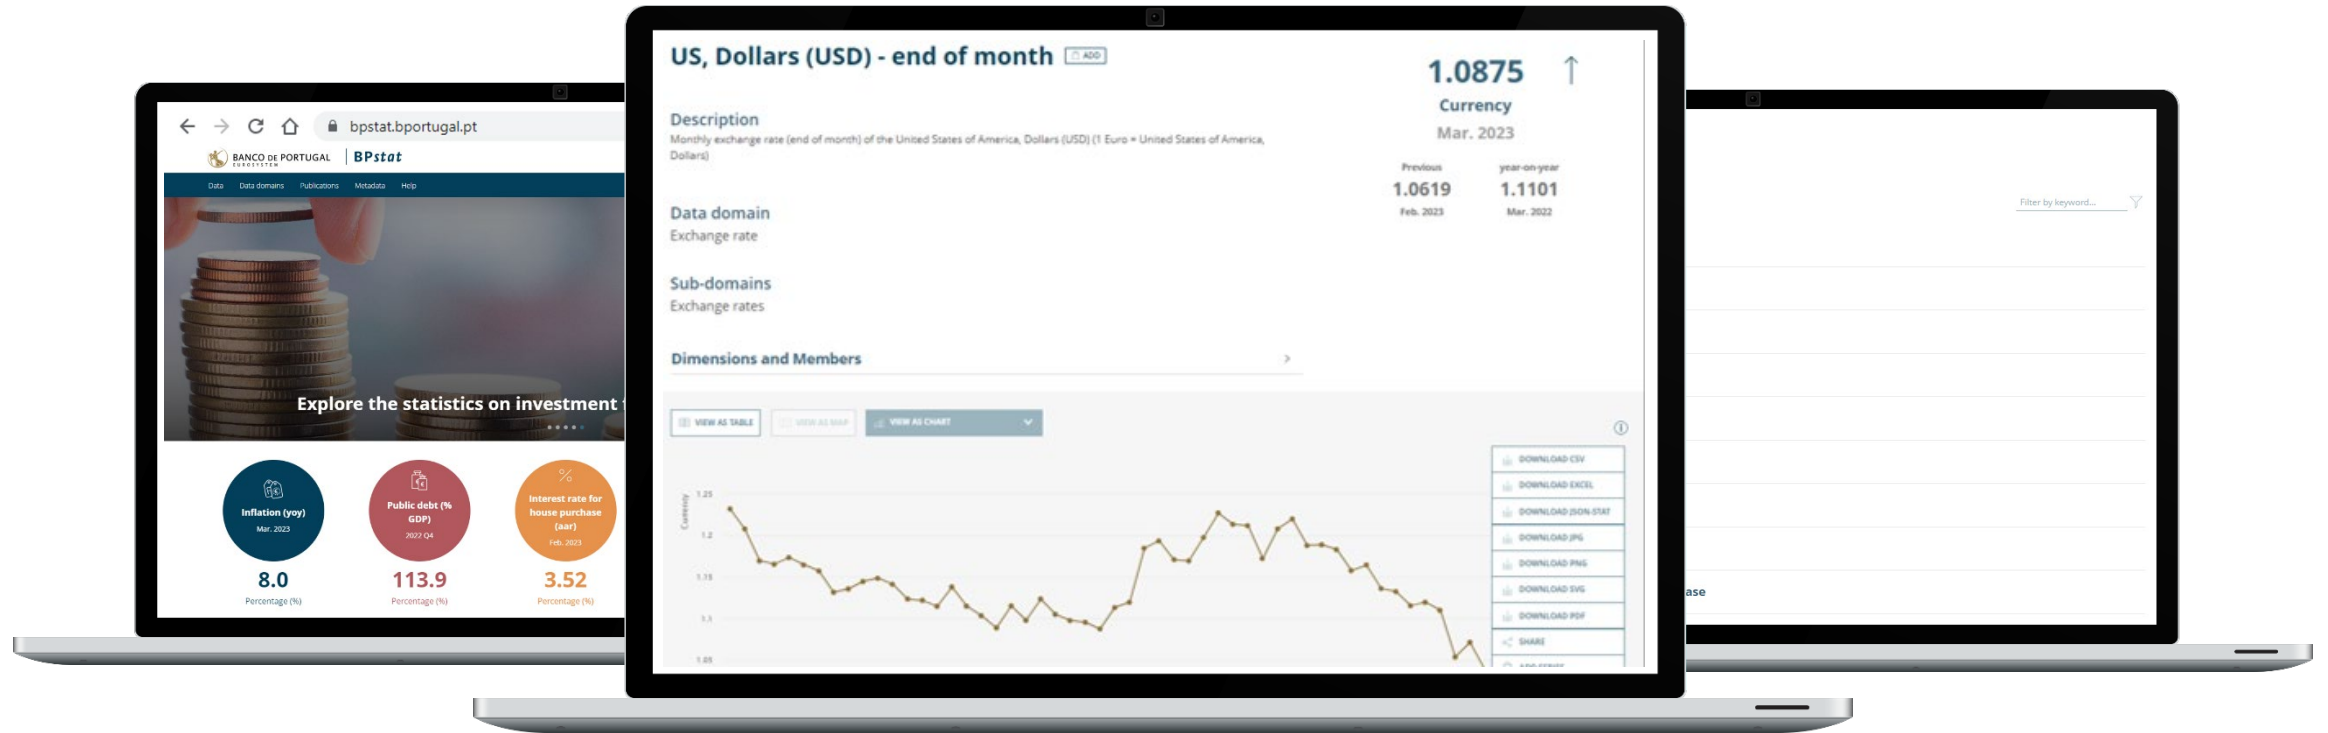 bpstat.bportugal.pt
BANCO DE PORTUGAL
EUROSYSTEM
BPstat
Data Data domains Publications Metadata Help
Explore the statistics on investment
Inflation (yoy)
Mar. 2023
8.0
Percentage (%)
Public debt (%
GDP)
2022 Q4
113.9
Percentage (%)
Interest rate for
house purchase
(aar)
Feb. 2023
3.52
Percentage (%)
US, Dollars (USD) - end of month
ADD
Description
Monthly exchange rate (end of month) of the United States of America, Dollars (USD) (1 Euro = United States of America,
Dollars)
Data domain
Exchange rate
Sub-domains
Exchange rates
Dimensions and Members
1.0875
Currency
Mar. 2023
Previous
1.0619
Feb. 2023
year-on-year
1.1101
Mar. 2022
VIEW AS TABLE
VIEW AS MAP
VIEW AS CHART
DOWNLOAD CSV
DOWNLOAD EXCEL
DOWNLOAD JSON-STAT
DOWNLOAD JPG
DOWNLOAD PNG
DOWNLOAD SVG
DOWNLOAD PDF
SHARE
Currency
1.25
1.2
1.15
1.1
1.05
Filter by keyword...
ase